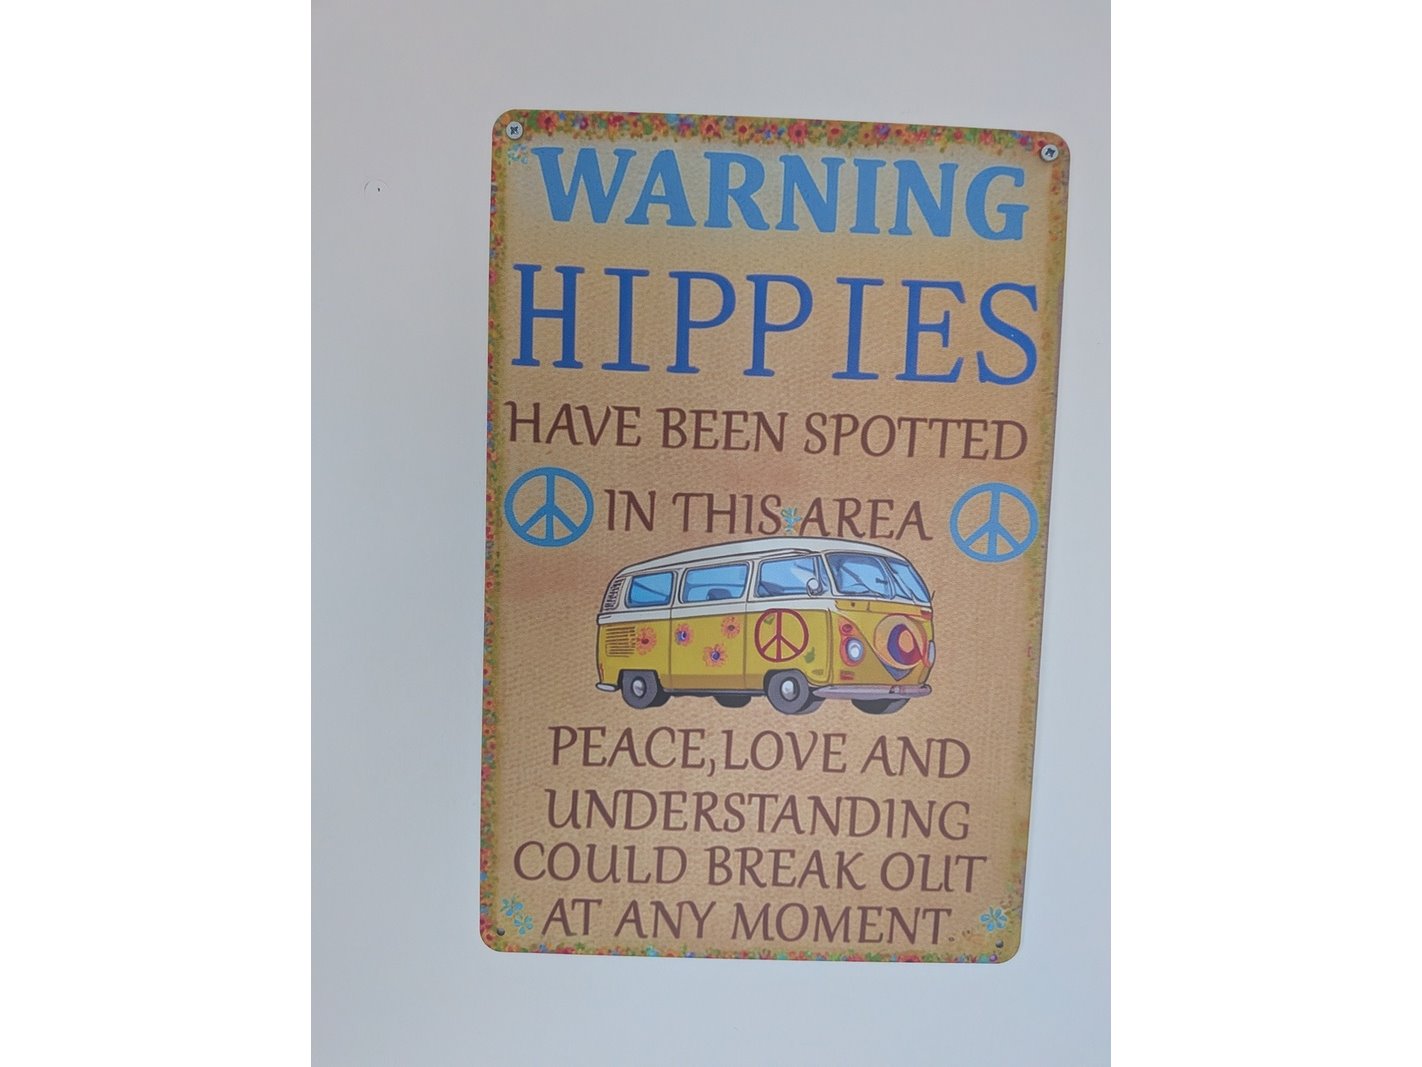 WARNING
HIPPIES
HAVE BEEN SPOTTED
IN THIS AREA
PEACE,LOVE AND
UNDERSTANDING
COULD BREAK OUT
AT ANY MOMENT.